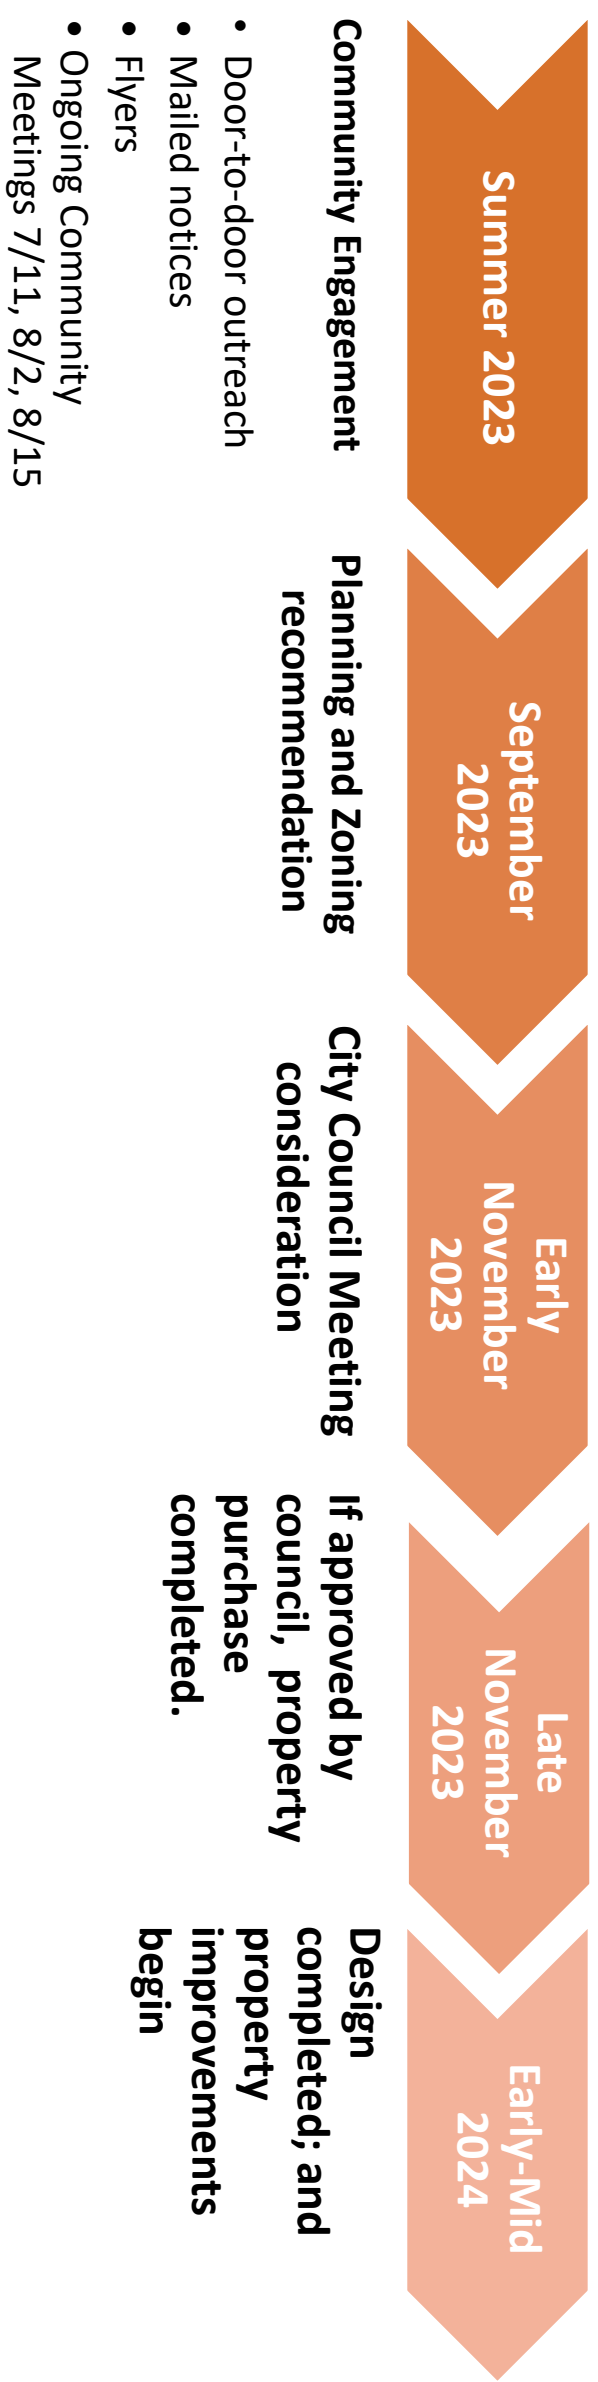 Summer 2023
Community Engagement
• Door-to-door outreach
• Mailed notices
• Flyers
• Ongoing Community
Meetings 7/11, 8/2, 8/15
September
2023
Planning and Zoning
recommendation
Early
November
2023
City Council Meeting
consideration
Late
November
2023
If approved by
council, property
purchase
completed.
Early-Mid
2024
Design
completed; and
property
improvements
begin